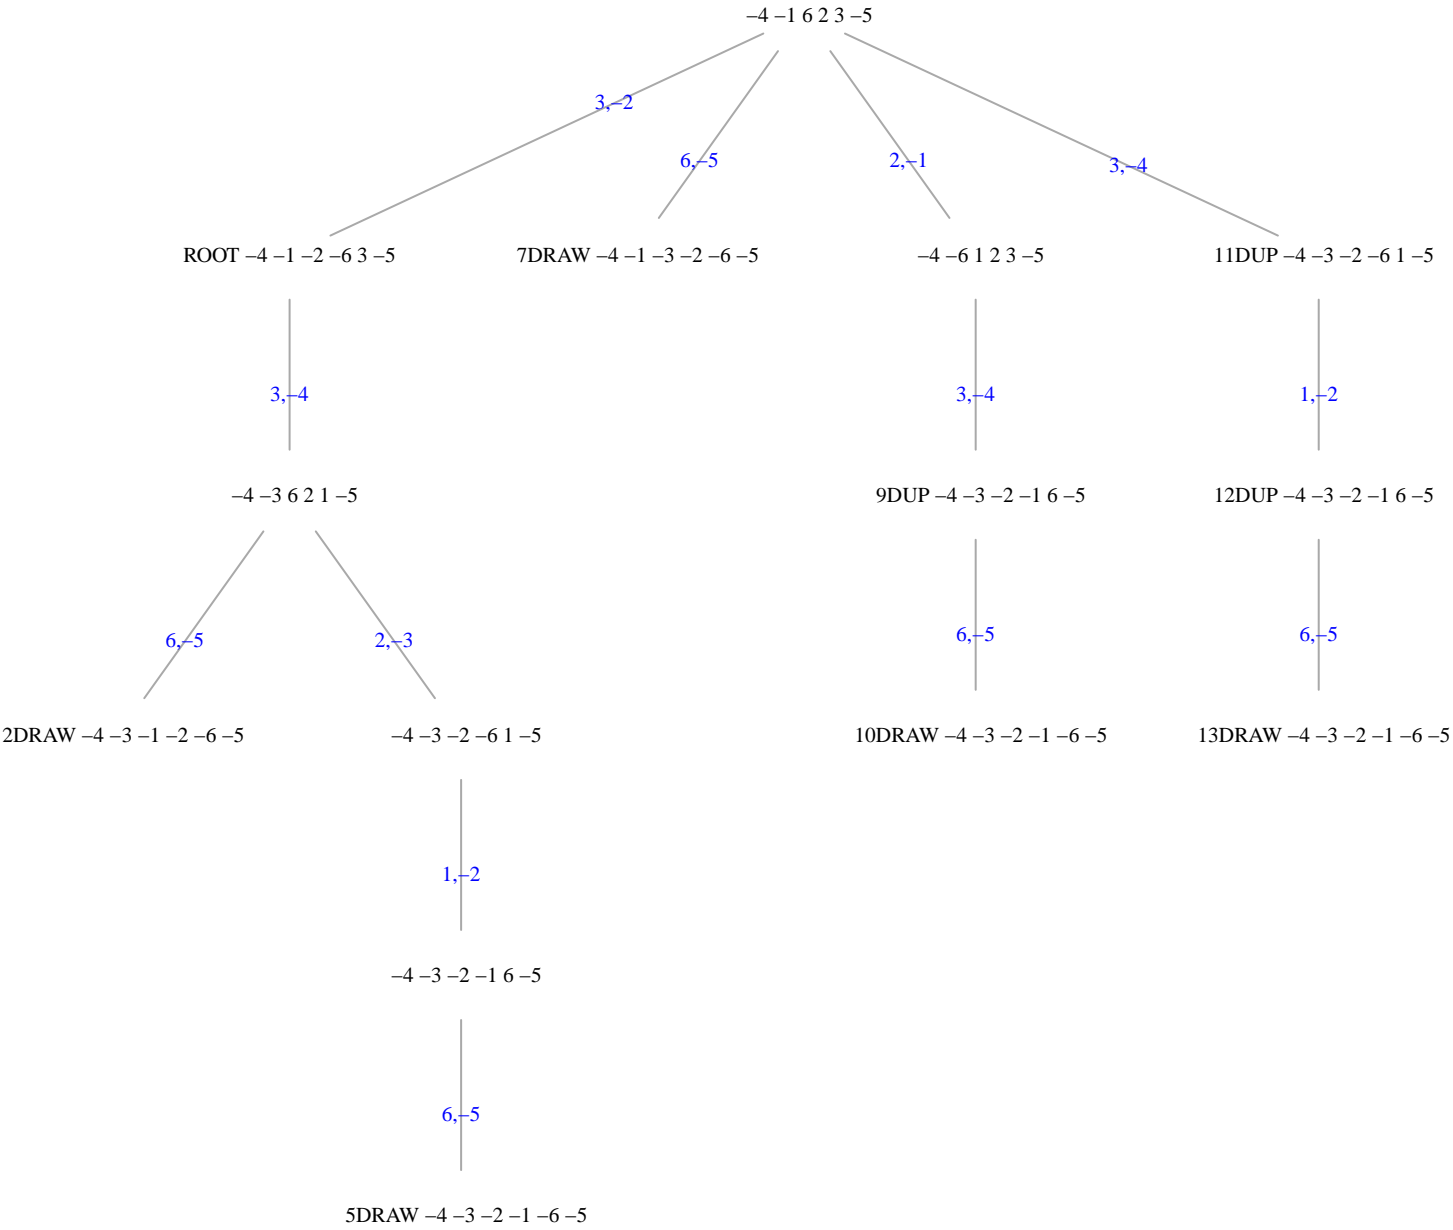 –4 –1 6 2 3 –5
3,–2
6,–5
2,–1
3,–4
ROOT –4 –1 –2 –6 3 –5
7DRAW –4 –1 –3 –2 –6 –5
–4 –6 1 2 3 –5
11DUP –4 –3 –2 –6 1 –5
3,–4
3,–4
1,–2
–4 –3 6 2 1 –5
9DUP –4 –3 –2 –1 6 –5
12DUP –4 –3 –2 –1 6 –5
6,–5
2,–3
6,–5
6,–5
2DRAW –4 –3 –1 –2 –6 –5
–4 –3 –2 –6 1 –5
10DRAW –4 –3 –2 –1 –6 –5
13DRAW –4 –3 –2 –1 –6 –5
1,–2
–4 –3 –2 –1 6 –5
6,–5
5DRAW –4 –3 –2 –1 –6 –5